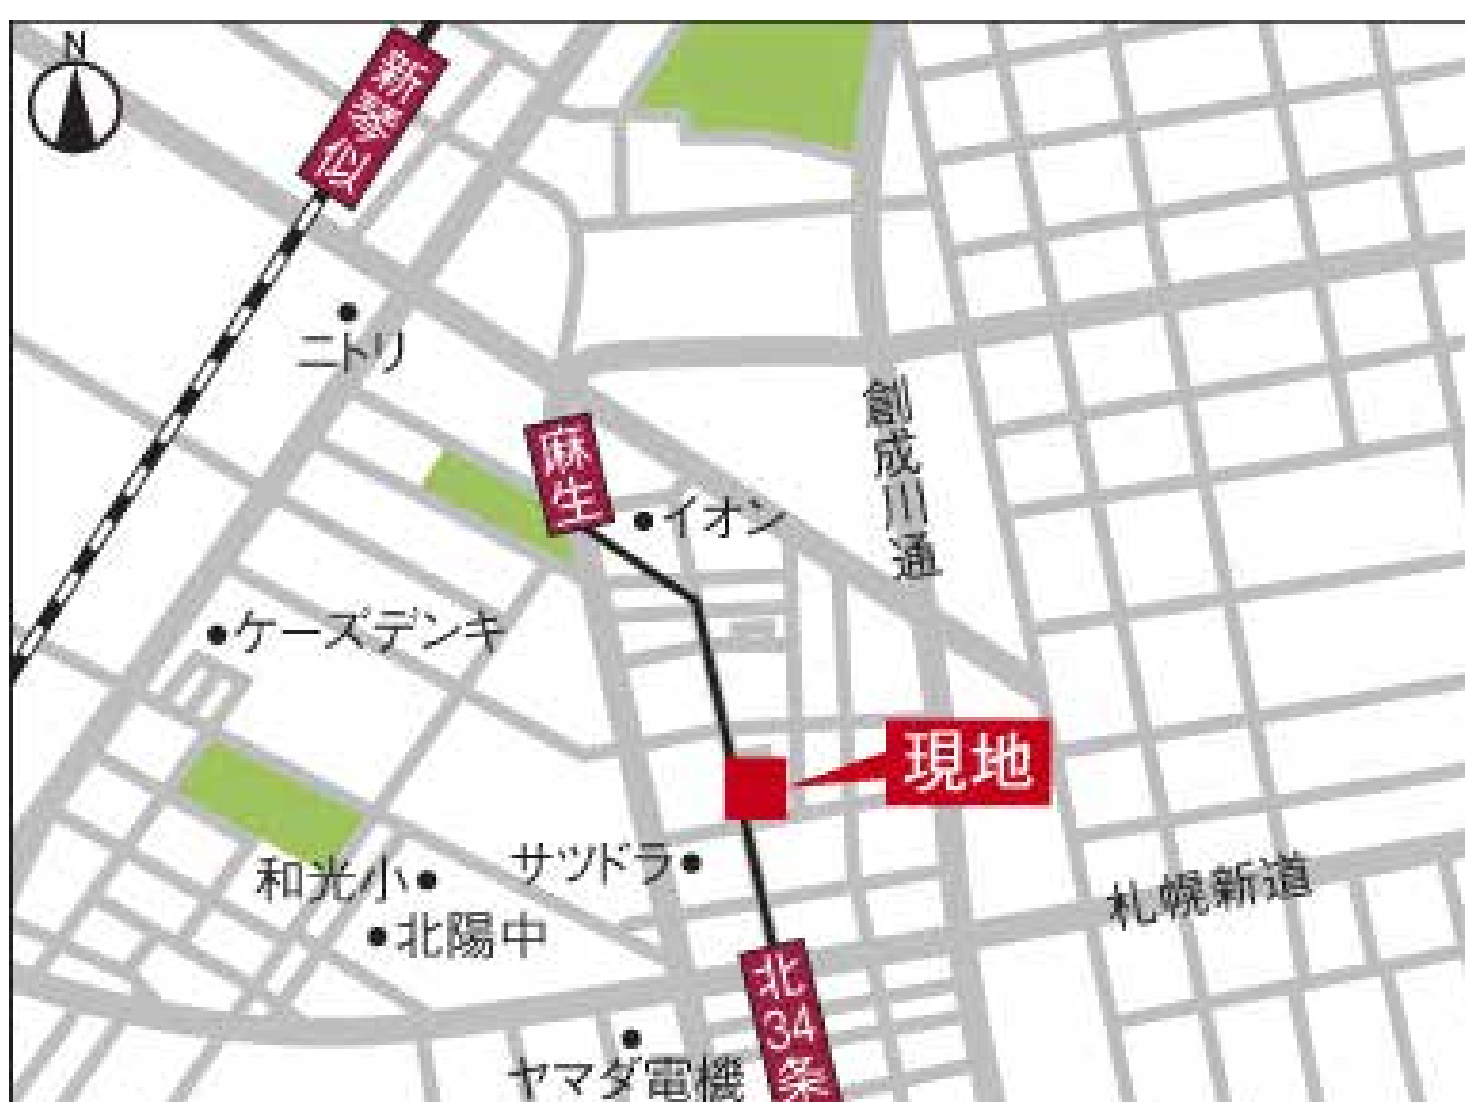 N
新琴似
ニトリ
創成川通
麻生
イオン
ケーズデンキ
現地
サツドラ
和光小
札幌新道
北陽中
北34条
ヤマダ電機